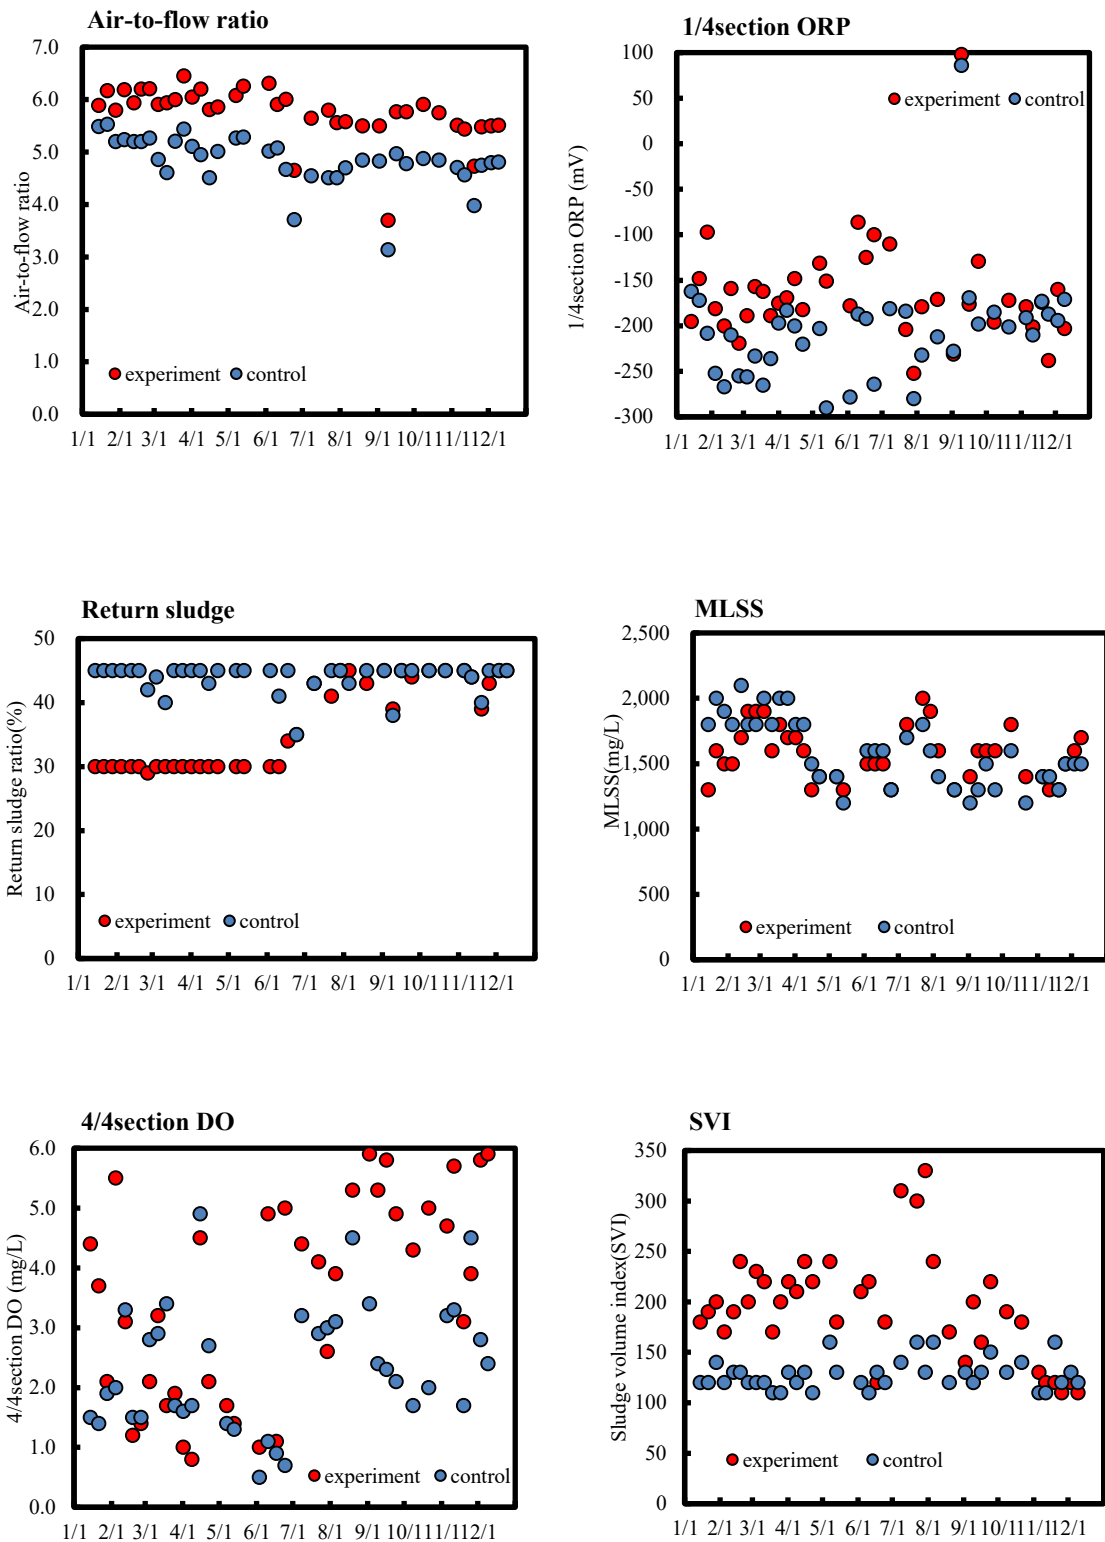 Air-to-flow ratio
Air-to-flow ratio
7.0
6.0
5.0
4.0
3.0
2.0
1.0
0.0
experiment control
1/1 2/1 3/1 4/1 5/1 6/1 7/1 8/1 9/1 10/1 11/1 12/1
1/4section ORP
1/4section ORP (mV)
100
50
0
-50
-100
-150
-200
-250
-300
experiment control
1/1 2/1 3/1 4/1 5/1 6/1 7/1 8/1 9/1 10/1 11/1 12/1
Return sludge
Return sludge ratio(%)
50
40
30
20
10
0
experiment control
1/1 2/1 3/1 4/1 5/1 6/1 7/1 8/1 9/1 10/1 11/1 12/1
MLSS
MLSS(mg/L)
2,500
2,000
1,500
1,000
500
0
experiment control
1/1 2/1 3/1 4/1 5/1 6/1 7/1 8/1 9/1 10/1 11/1 12/1
4/4section DO
4/4section DO (mg/L)
6.0
5.0
4.0
3.0
2.0
1.0
0.0
experiment control
1/1 2/1 3/1 4/1 5/1 6/1 7/1 8/1 9/1 10/1 11/1 12/1
SVI
Sludge volume index(SVI)
350
300
250
200
150
100
50
0
experiment control
1/1 2/1 3/1 4/1 5/1 6/1 7/1 8/1 9/1 10/1 11/1 12/1